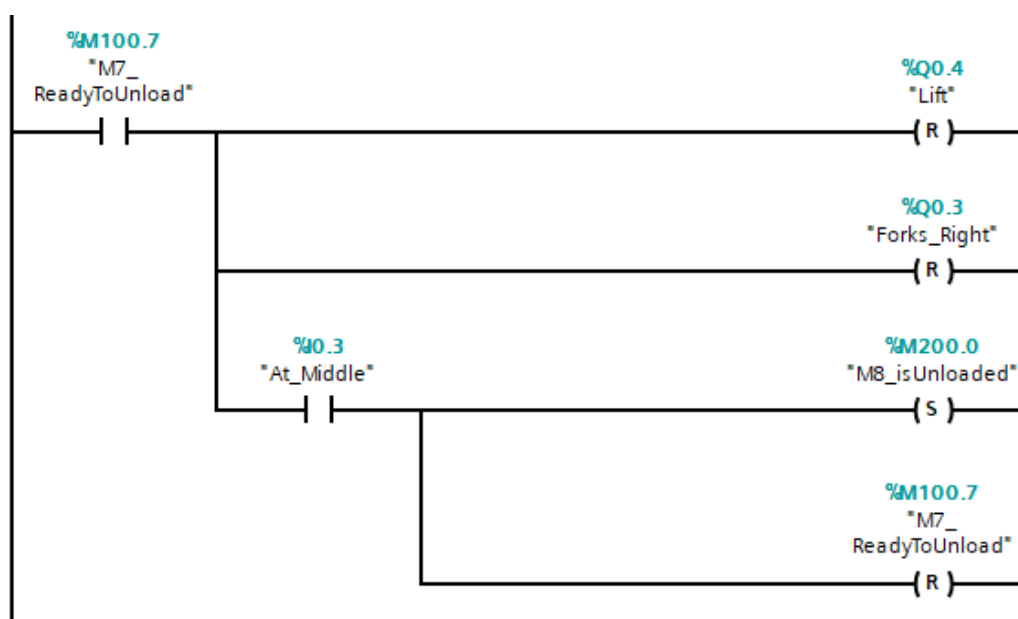 %M100.7
"M7_
ReadyToUnload"
%Q0.4
"Lift"
R
%Q0.3
"Forks_Right"
R
%I0.3
"At_Middle"
%M200.0
"M8_isUnloaded"
S
%M100.7
"M7_
ReadyToUnload"
R